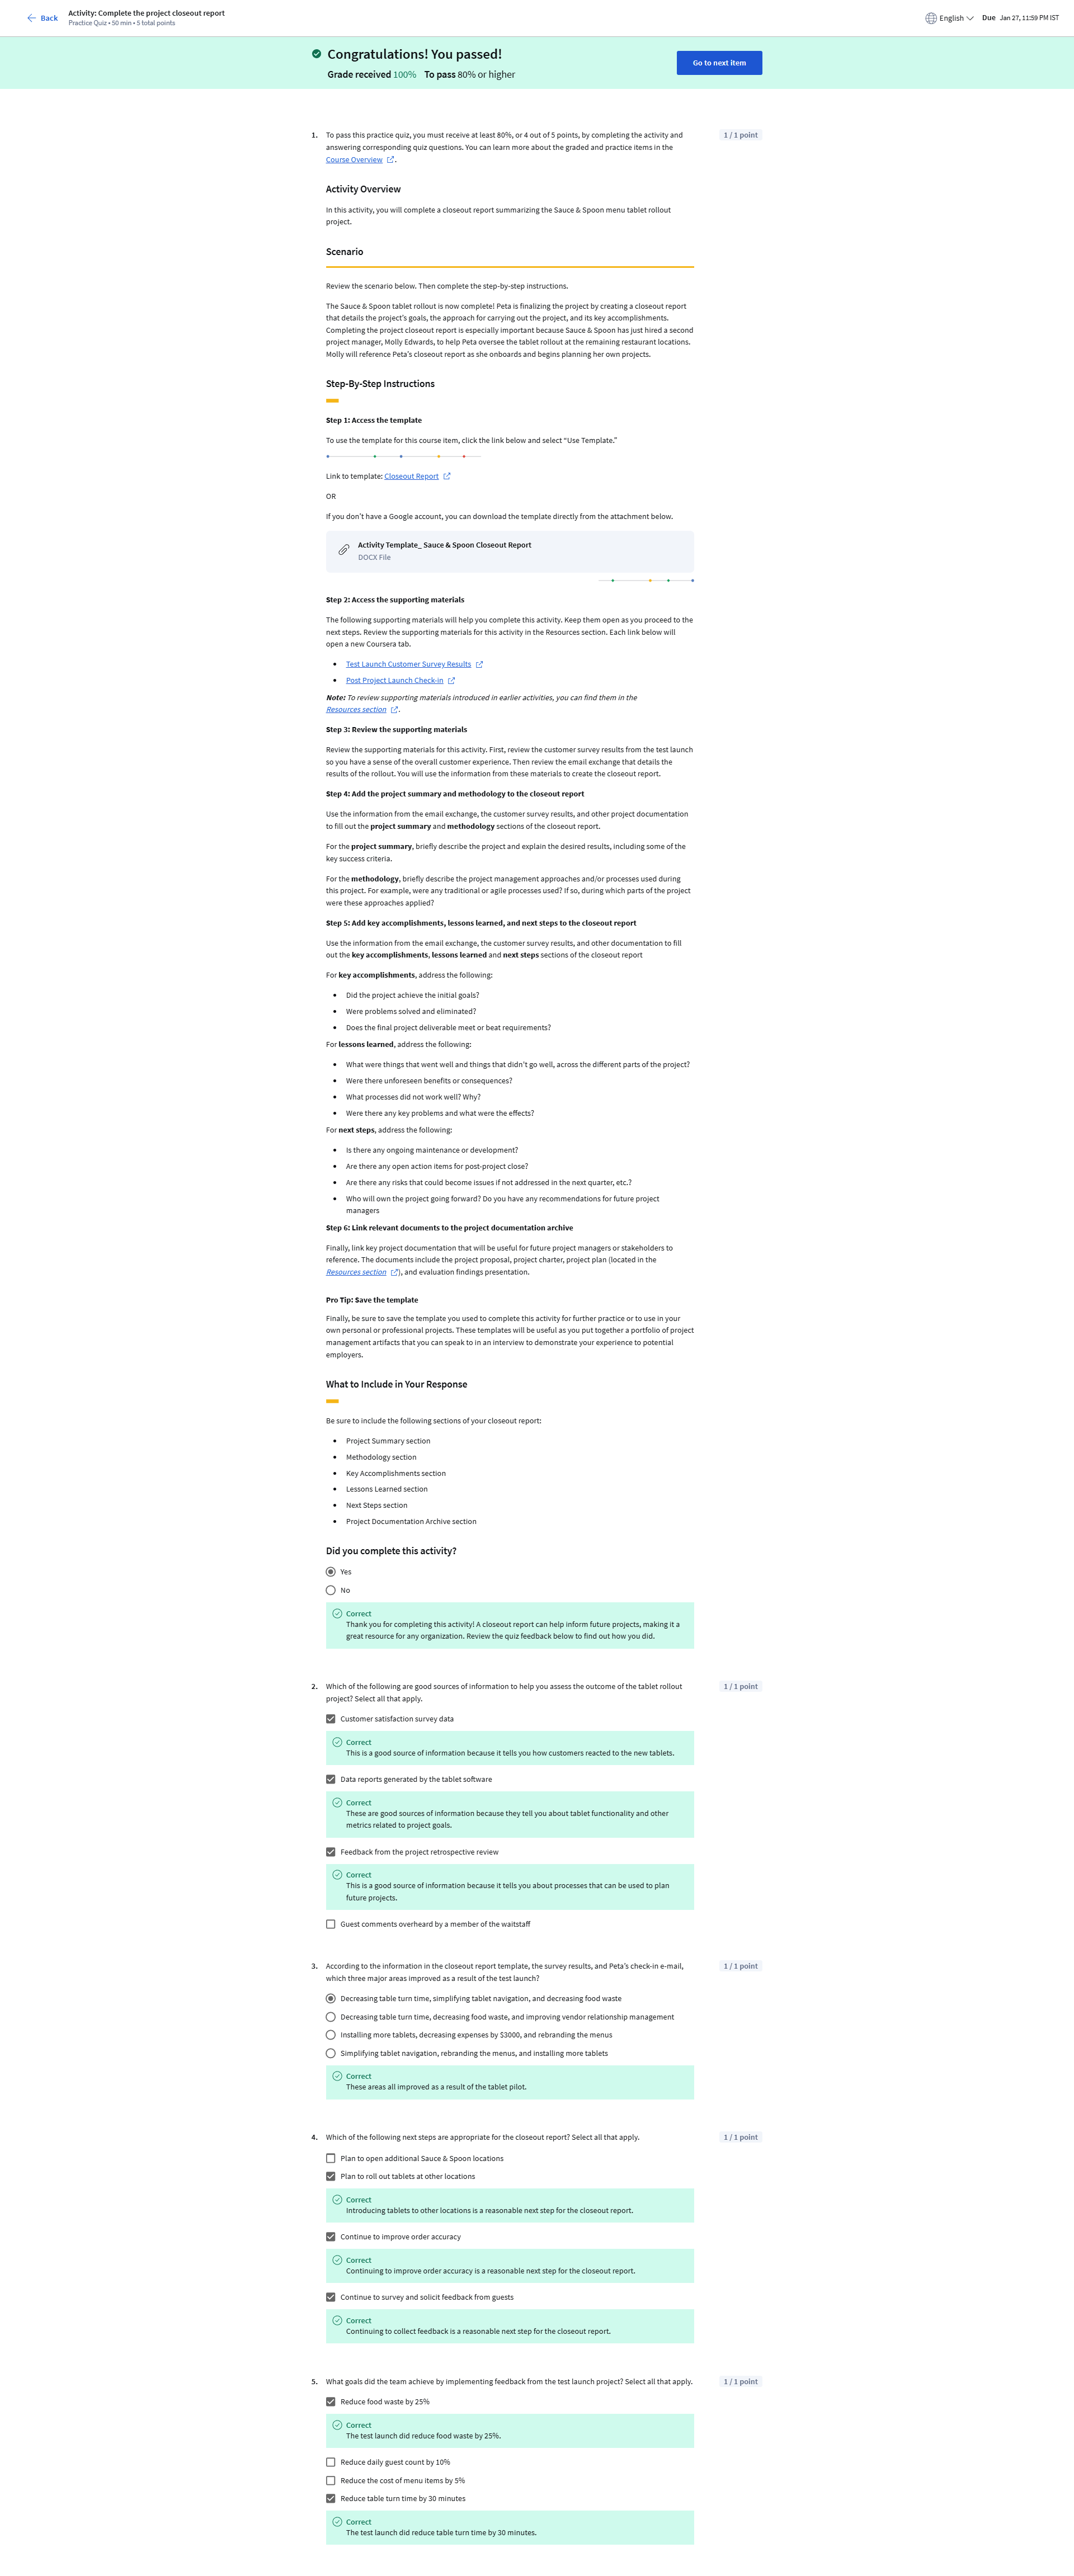 Back
Activity: Complete the project closeout report
Practice Quiz • 50 min • 5 total points
English
Due Jan 27, 11:59 PM IST
Congratulations! You passed!
Grade received 100% To pass 80% or higher
Go to next item
1. To pass this practice quiz, you must receive at least 80%, or 4 out of 5 points, by completing the activity and
answering corresponding quiz questions. You can learn more about the graded and practice items in the
Course Overview .
1 / 1 point
Activity Overview
In this activity, you will complete a closeout report summarizing the Sauce & Spoon menu tablet rollout
project.
Scenario
Review the scenario below. Then complete the step-by-step instructions.
The Sauce & Spoon tablet rollout is now complete! Peta is finalizing the project by creating a closeout report
that details the project's goals, the approach for carrying out the project, and its key accomplishments.
Completing the project closeout report is especially important because Sauce & Spoon has just hired a second
project manager, Molly Edwards, to help Peta oversee the tablet rollout at the remaining restaurant locations.
Molly will reference Peta's closeout report as she onboards and begins planning her own projects.
Step-By-Step Instructions
Step 1: Access the template
To use the template for this course item, click the link below and select “Use Template.”
Link to template: Closeout Report
OR
If you don't have a Google account, you can download the template directly from the attachment below.
Activity Template_ Sauce & Spoon Closeout Report
DOCX File
Step 2: Access the supporting materials
The following supporting materials will help you complete this activity. Keep them open as you proceed to the
next steps. Review the supporting materials for this activity in the Resources section. Each link below will
open a new Coursera tab.
• Test Launch Customer Survey Results
• Post Project Launch Check-in
Note: To review supporting materials introduced in earlier activities, you can find them in the
Resources section .
Step 3: Review the supporting materials
Review the supporting materials for this activity. First, review the customer survey results from the test launch
so you have a sense of the overall customer experience. Then review the email exchange that details the
results of the rollout. You will use the information from these materials to create the closeout report.
Step 4: Add the project summary and methodology to the closeout report
Use the information from the email exchange, the customer survey results, and other project documentation
to fill out the project summary and methodology sections of the closeout report.
For the project summary, briefly describe the project and explain the desired results, including some of the
key success criteria.
For the methodology, briefly describe the project management approaches and/or processes used during
this project. For example, were any traditional or agile processes used? If so, during which parts of the project
were these approaches applied?
Step 5: Add key accomplishments, lessons learned, and next steps to the closeout report
Use the information from the email exchange, the customer survey results, and other documentation to fill
out the key accomplishments, lessons learned and next steps sections of the closeout report
For key accomplishments, address the following:
• Did the project achieve the initial goals?
• Were problems solved and eliminated?
• Does the final project deliverable meet or beat requirements?
For lessons learned, address the following:
• What were things that went well and things that didn't go well, across the different parts of the project?
• Were there unforeseen benefits or consequences?
• What processes did not work well? Why?
• Were there any key problems and what were the effects?
For next steps, address the following:
• Is there any ongoing maintenance or development?
• Are there any open action items for post-project close?
• Are there any risks that could become issues if not addressed in the next quarter, etc.?
• Who will own the project going forward? Do you have any recommendations for future project
managers
Step 6: Link relevant documents to the project documentation archive
Finally, link key project documentation that will be useful for future project managers or stakeholders to
reference. The documents include the project proposal, project charter, project plan (located in the
Resources section ), and evaluation findings presentation.
Pro Tip: Save the template
Finally, be sure to save the template you used to complete this activity for further practice or to use in your
own personal or professional projects. These templates will be useful as you put together a portfolio of project
management artifacts that you can speak to in an interview to demonstrate your experience to potential
employers.
What to Include in Your Response
Be sure to include the following sections of your closeout report:
• Project Summary section
• Methodology section
• Key Accomplishments section
• Lessons Learned section
• Next Steps section
• Project Documentation Archive section
Did you complete this activity?
Yes
No
Correct
Thank you for completing this activity! A closeout report can help inform future projects, making it a
great resource for any organization. Review the quiz feedback below to find out how you did.
2. Which of the following are good sources of information to help you assess the outcome of the tablet rollout
project? Select all that apply.
1 / 1 point
Customer satisfaction survey data
Correct
This is a good source of information because it tells you how customers reacted to the new tablets.
Data reports generated by the tablet software
Correct
These are good sources of information because they tell you about tablet functionality and other
metrics related to project goals.
Feedback from the project retrospective review
Correct
This is a good source of information because it tells you about processes that can be used to plan
future projects.
Guest comments overheard by a member of the waitstaff
3. According to the information in the closeout report template, the survey results, and Peta's check-in e-mail,
which three major areas improved as a result of the test launch?
1 / 1 point
Decreasing table turn time, simplifying tablet navigation, and decreasing food waste
Decreasing table turn time, decreasing food waste, and improving vendor relationship management
Installing more tablets, decreasing expenses by $3000, and rebranding the menus
Simplifying tablet navigation, rebranding the menus, and installing more tablets
Correct
These areas all improved as a result of the tablet pilot.
4. Which of the following next steps are appropriate for the closeout report? Select all that apply.
1 / 1 point
Plan to open additional Sauce & Spoon locations
Plan to roll out tablets at other locations
Correct
Introducing tablets to other locations is a reasonable next step for the closeout report.
Continue to improve order accuracy
Correct
Continuing to improve order accuracy is a reasonable next step for the closeout report.
Continue to survey and solicit feedback from guests
Correct
Continuing to collect feedback is a reasonable next step for the closeout report.
5. What goals did the team achieve by implementing feedback from the test launch project? Select all that apply.
1 / 1 point
Reduce food waste by 25%
Correct
The test launch did reduce food waste by 25%.
Reduce daily guest count by 10%
Reduce the cost of menu items by 5%
Reduce table turn time by 30 minutes
Correct
The test launch did reduce table turn time by 30 minutes.